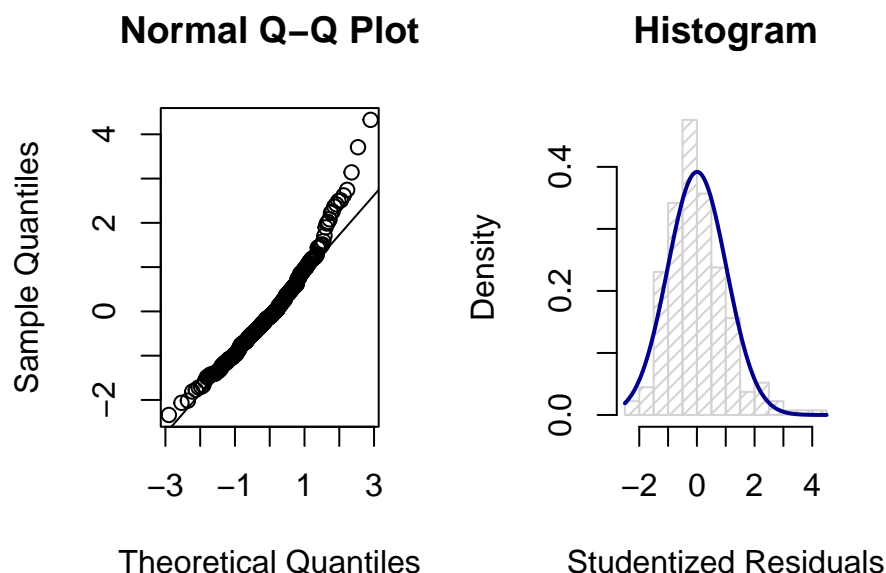 Normal Q−Q Plot
Sample Quantiles
4
2
0
−2
−3
−1
1
3
Theoretical Quantiles
Histogram
Density
0.4
0.2
0.0
−2
0
2
4
Studentized Residuals